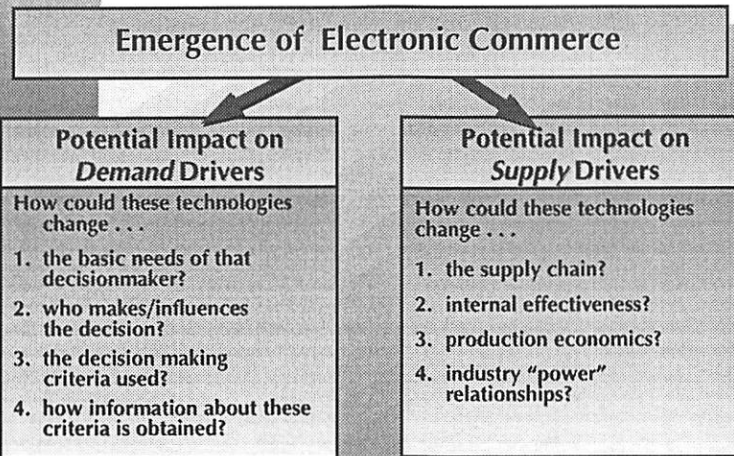 Emergence of Electronic Commerce
Potential Impact on
Demand Drivers
How could these technologies
change . . .
1. the basic needs of that
decisionmaker?
2. who makes/influences
the decision?
3. the decision making
criteria used?
4. how information about these
criteria is obtained?
Potential Impact on
Supply Drivers
How could these technologies
change . . .
1. the supply chain?
2. internal effectiveness?
3. production economics?
4. industry “power”
relationships?